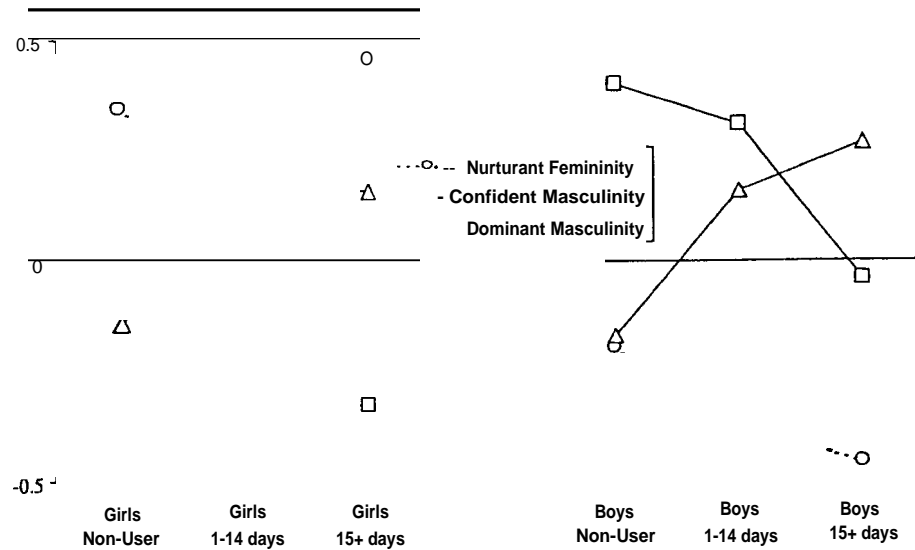 0.5
Nurturant Femininity
- Confident Masculinity
Dominant Masculinity
0
-0.5
Girls
Non-User
Girls
1-14 days
Girls
15+ days
Boys
Non-User
Boys
1-14 days
Boys
15+ days